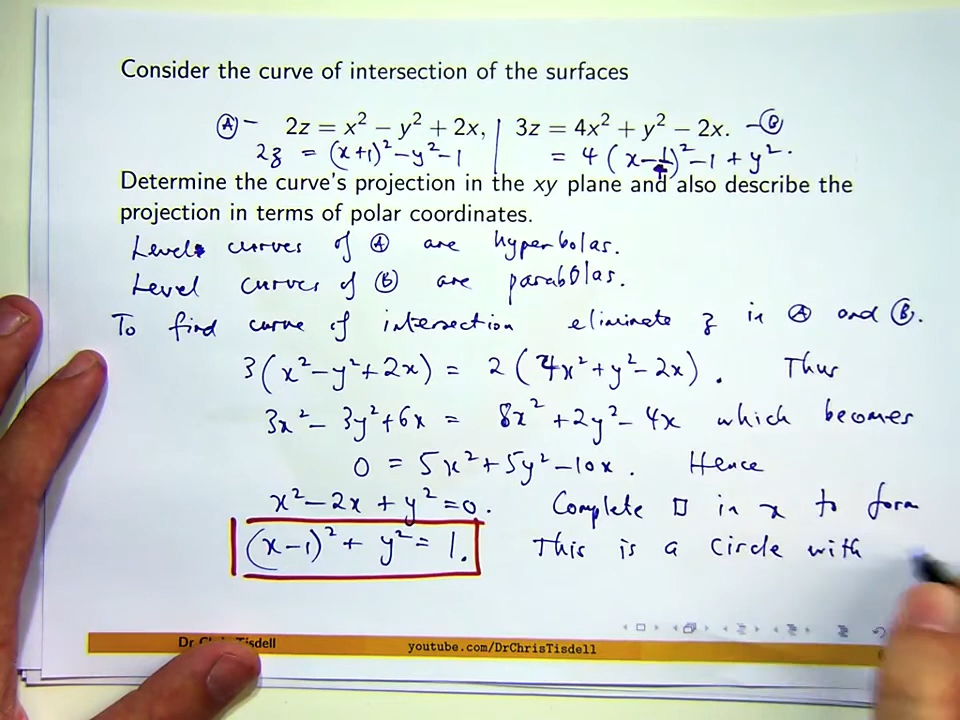 Consider the curve of intersection of the surfaces
Ⓐ — 2z = x² − y² + 2x, | 3z = 4x² + y² − 2x. — Ⓑ
2z = (x+1)² − y² − 1 | = 4(x − 1/4)² − 1 + y².
Determine the curve's projection in the xy plane and also describe the
projection in terms of polar coordinates.
Level curves of Ⓐ are hyperbolas.
Level curves of Ⓑ are parabolas.
To find curve of intersection eliminate z in Ⓐ and Ⓑ.
3(x² − y² + 2x) = 2(4x² + y² − 2x). Thus
3x² − 3y² + 6x = 8x² + 2y² − 4x which becomes
0 = 5x² + 5y² − 10x. Hence
x² − 2x + y² = 0. Complete □ in x to form
(x−1)² + y² = 1. This is a circle with
Dr Tisdell youtube.com/DrChrisTisdell